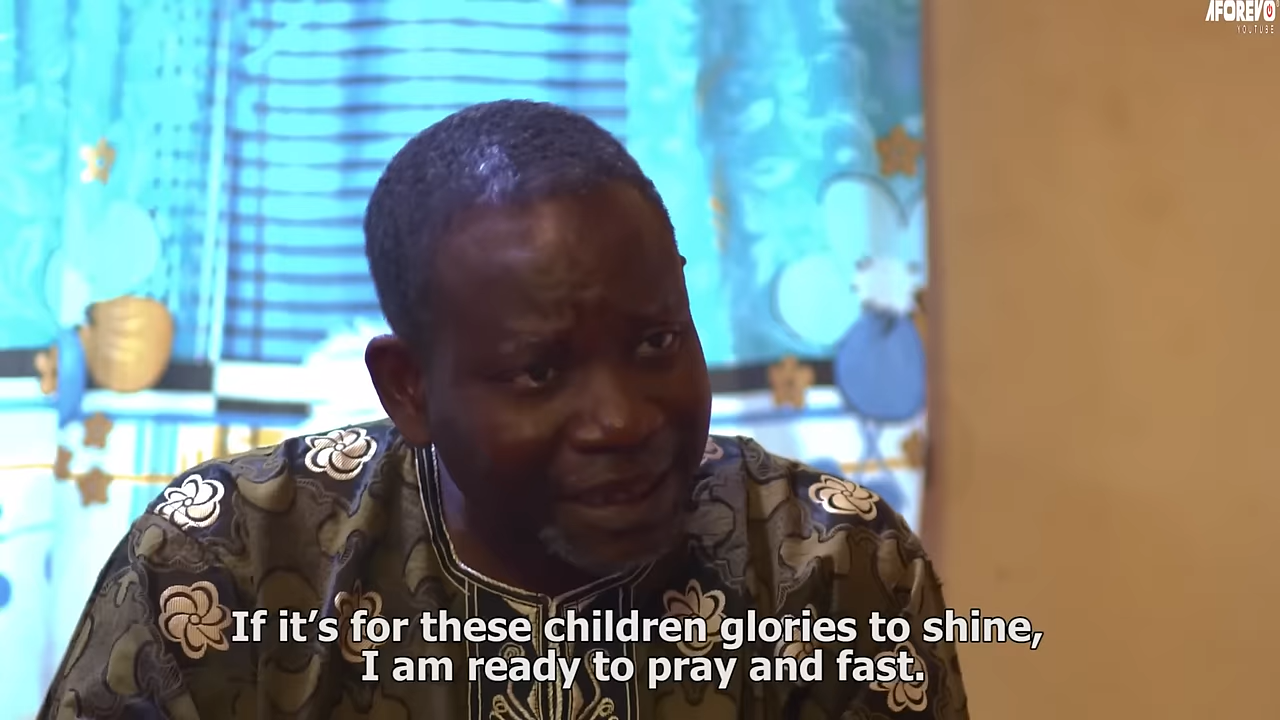 AFOREVO
YOUTUBE
If it’s for these children glories to shine,
I am ready to pray and fast.